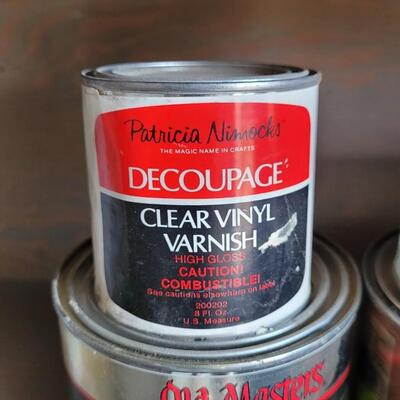 Patricia Nimocks
THE MAGIC NAME IN CRAFTS
DECOUPAGE
CLEAR VINYL
VARNISH
HIGH GLOSS
CAUTION!
COMBUSTIBLE!
See cautions elsewhere on label
200202
8 Fl. Oz
U.S. Measure
Old Masters